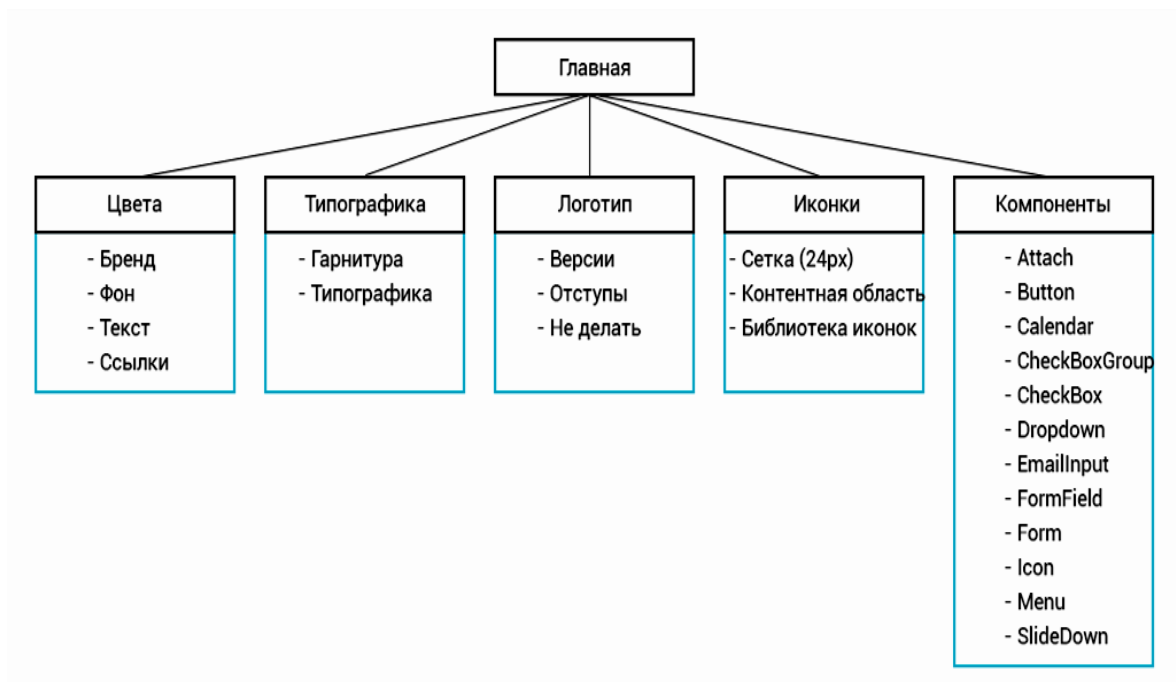 Главная
Цвета
- Бренд
- Фон
- Текст
- Ссылки
Типографика
- Гарнитура
- Типографика
Логотип
- Версии
- Отступы
- Не делать
Иконки
- Сетка (24px)
- Контентная область
- Библиотека иконок
Компоненты
- Attach
- Button
- Calendar
- CheckBoxGroup
- CheckBox
- Dropdown
- EmailInput
- FormField
- Form
- Icon
- Menu
- SlideDown